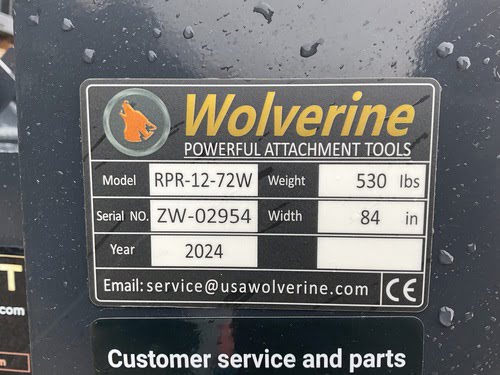 Wolverine
POWERFUL ATTACHMENT TOOLS
Model RPR-12-72W Weight 530 lbs
Serial NO. ZW-02954 Width 84 in
Year 2024
Email: service@usawolverine.com CE
T
com
Customer service and parts